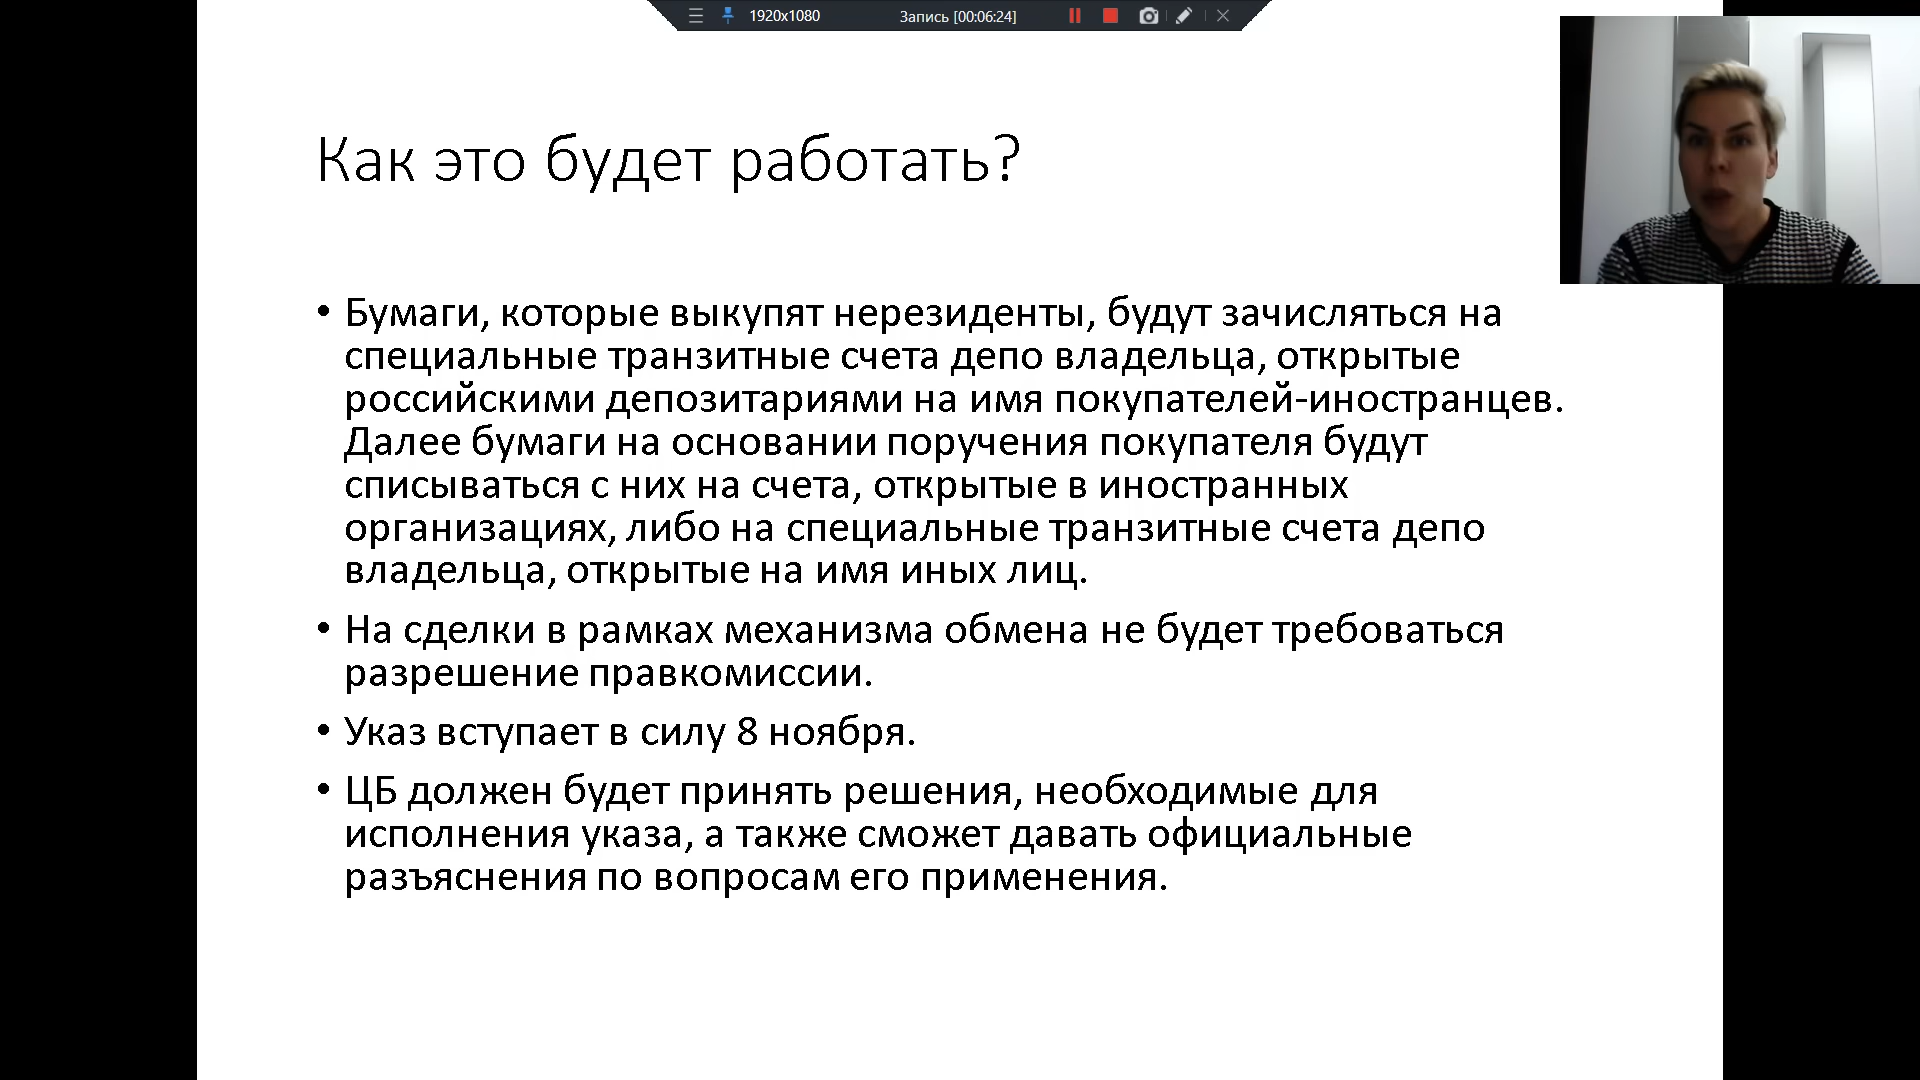 1920x1080 Запись [00:06:24]
Как это будет работать?
• Бумаги, которые выкупят нерезиденты, будут зачисляться на
специальные транзитные счета депо владельца, открытые
российскими депозитариями на имя покупателей-иностранцев.
Далее бумаги на основании поручения покупателя будут
списываться с них на счета, открытые в иностранных
организациях, либо на специальные транзитные счета депо
владельца, открытые на имя иных лиц.
• На сделки в рамках механизма обмена не будет требоваться
разрешение правкомиссии.
• Указ вступает в силу 8 ноября.
• ЦБ должен будет принять решения, необходимые для
исполнения указа, а также сможет давать официальные
разъяснения по вопросам его применения.